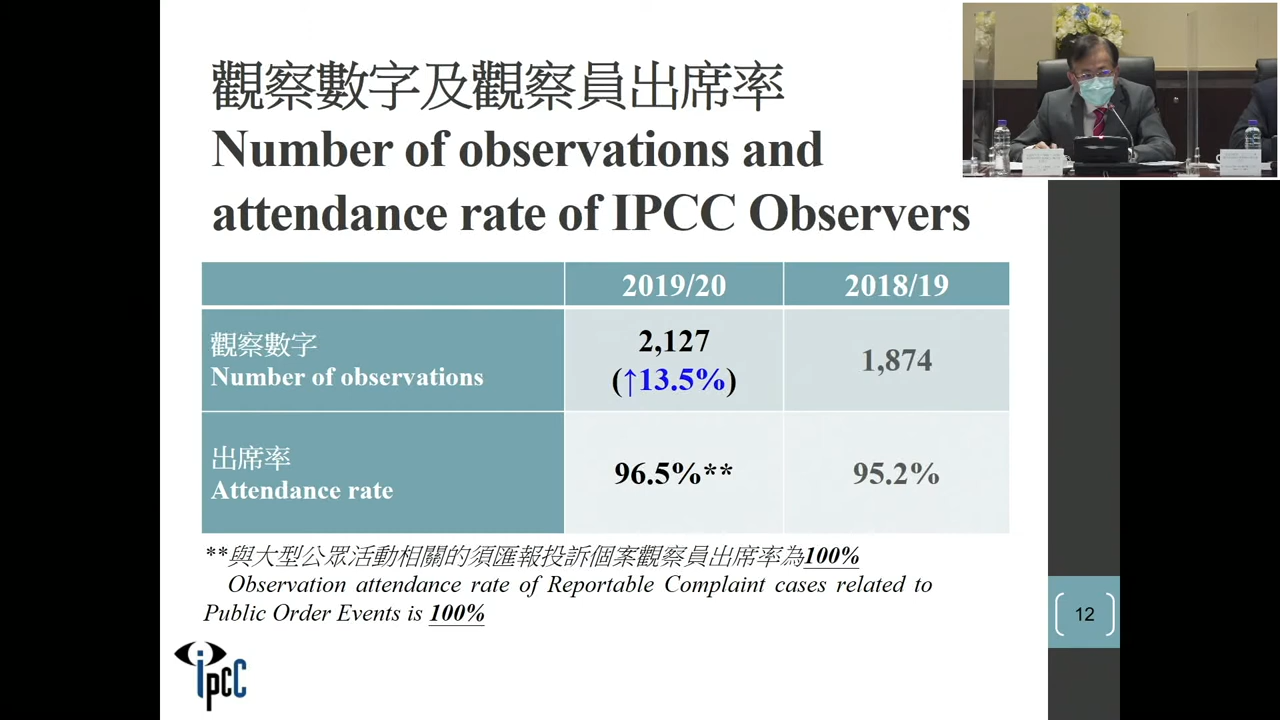 觀察數字及觀察員出席率
Number of observations and
attendance rate of IPCC Observers
2019/20 2018/19
觀察數字
Number of observations
2,127
(↑13.5%)
1,874
出席率
Attendance rate
96.5%**
95.2%
**與大型公眾活動相關的須匯報投訴個案觀察員出席率為100%
Observation attendance rate of Reportable Complaint cases related to
Public Order Events is 100%
12
ipcc